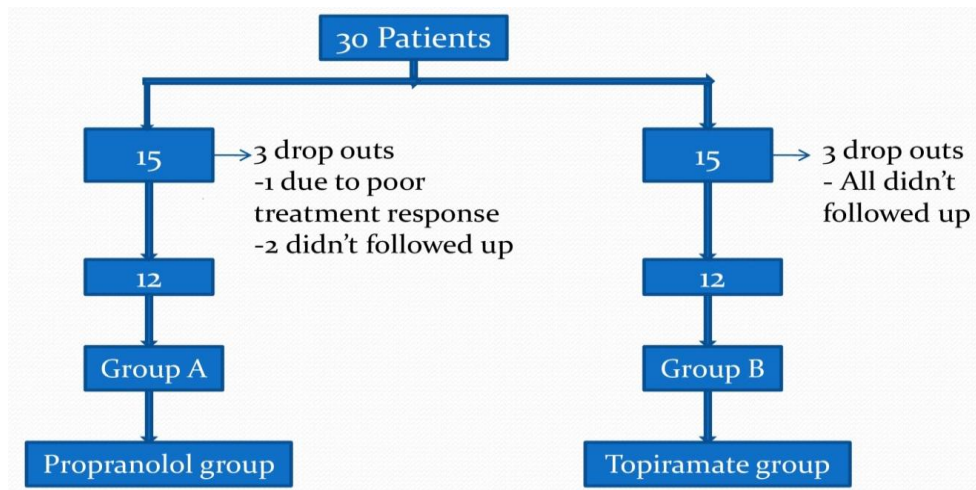 30 Patients
15
3 drop outs
-1 due to poor
treatment response
-2 didn't followed up
15
3 drop outs
- All didn't
followed up
12
12
Group A
Group B
Propranolol group
Topiramate group